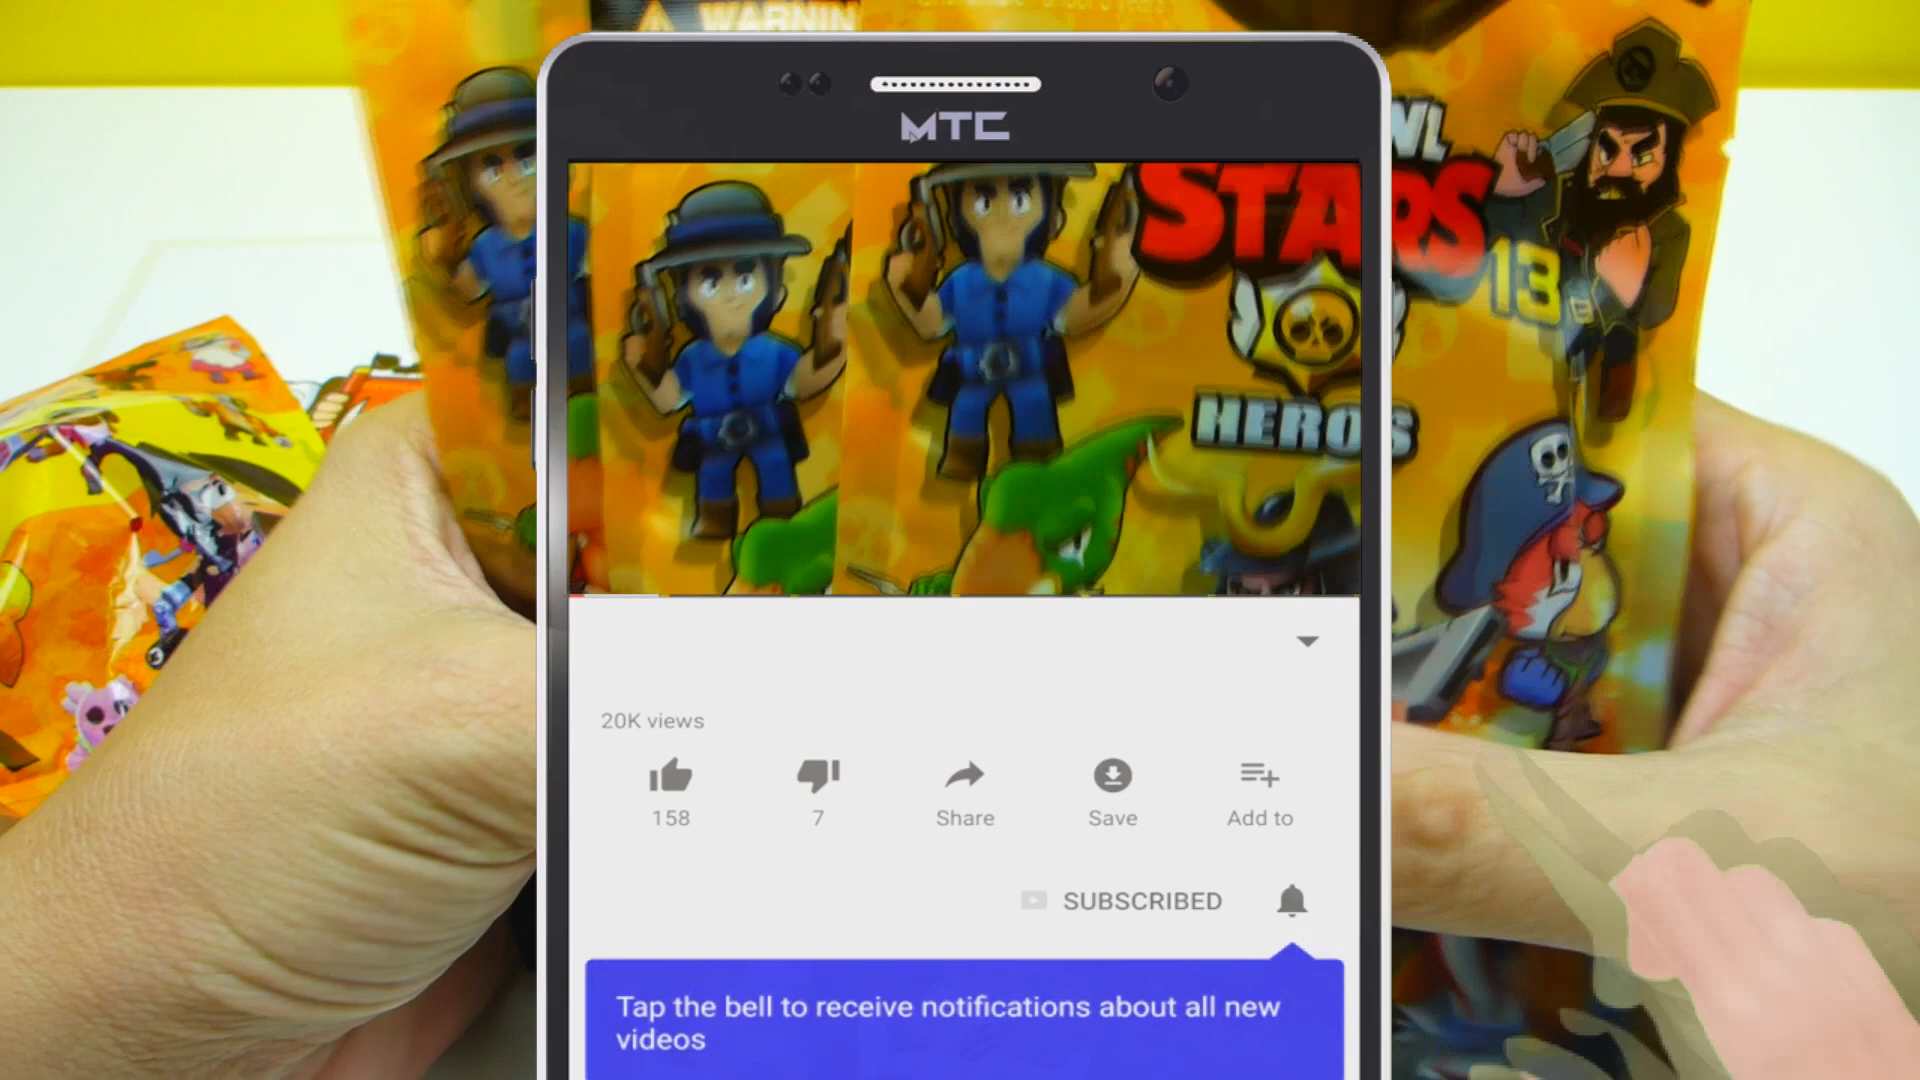 WARNIN
MTC
WL
STARS
13
HEROS
20K views
158
7
Share
Save
Add to
SUBSCRIBED
Tap the bell to receive notifications about all new
videos